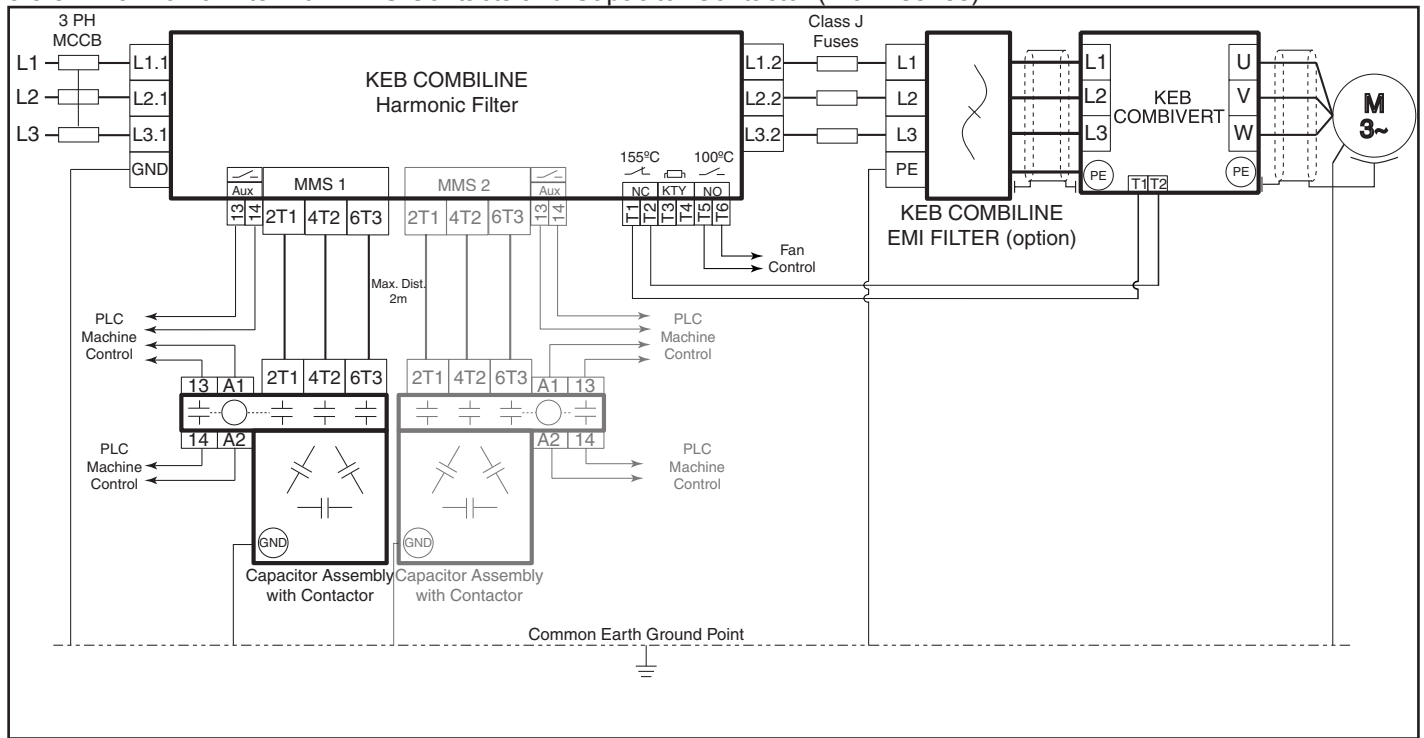 3 PH
MCCB
Class J
Fuses
L1
L2
L3
L1.1
L2.1
L3.1
GND
KEB COMBILINE
Harmonic Filter
L1.2
L2.2
L3.2
L1
L2
L3
PE
L1
L2
L3
PE
KEB
COMBIVERT
U
V
W
PE
T1 T2
M
3~
Aux
13 14
MMS 1
2T1 4T2 6T3
MMS 2
2T1 4T2 6T3
Aux
13 14
155ºC
100ºC
NC KTY NO
T1 T2 T3 T4 T5 T6
KEB COMBILINE
EMI FILTER (option)
Fan
Control
Max. Dist.
2m
PLC
Machine
Control
PLC
Machine
Control
13 A1 2T1 4T2 6T3
2T1 4T2 6T3 A1 13
14 A2
A2 14
PLC
Machine
Control
PLC
Machine
Control
GND
GND
Capacitor Assembly
with Contactor
Capacitor Assembly
with Contactor
Common Earth Ground Point